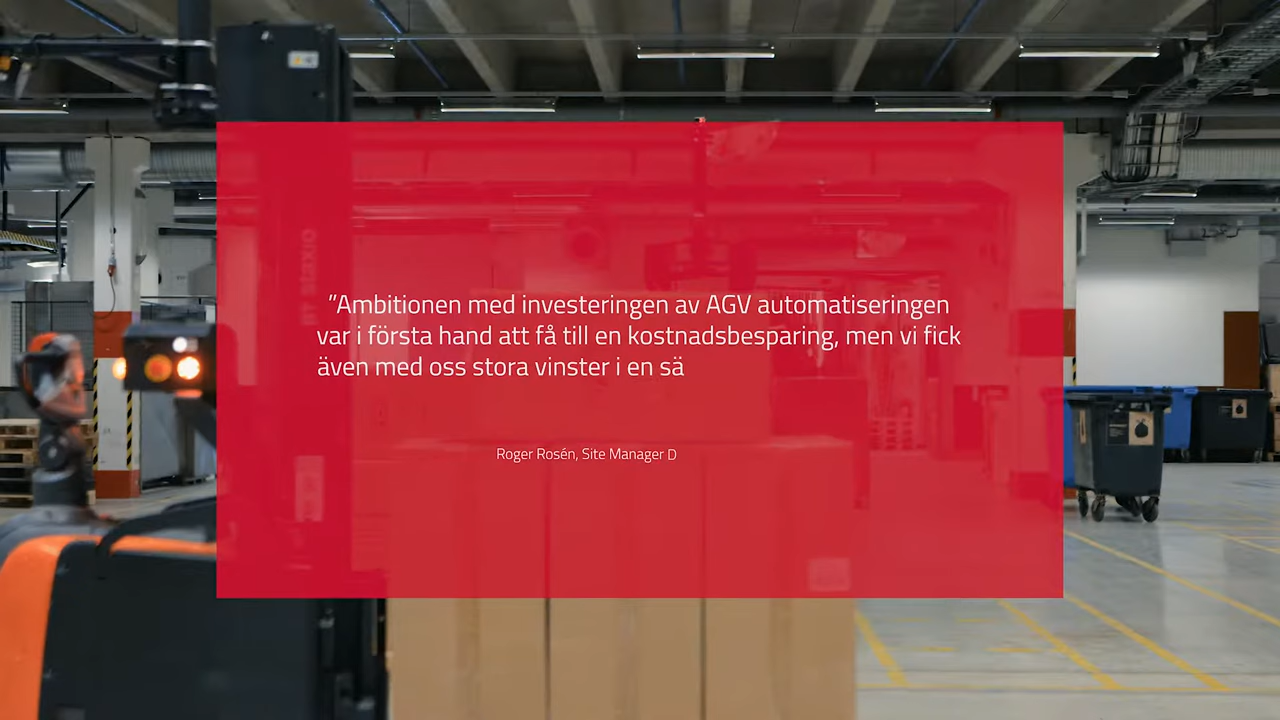 ”Ambitionen med investeringen av AGV automatiseringen
var i första hand att få till en kostnadsbesparing, men vi fick
även med oss stora vinster i en sä
Roger Rosén, Site Manager D